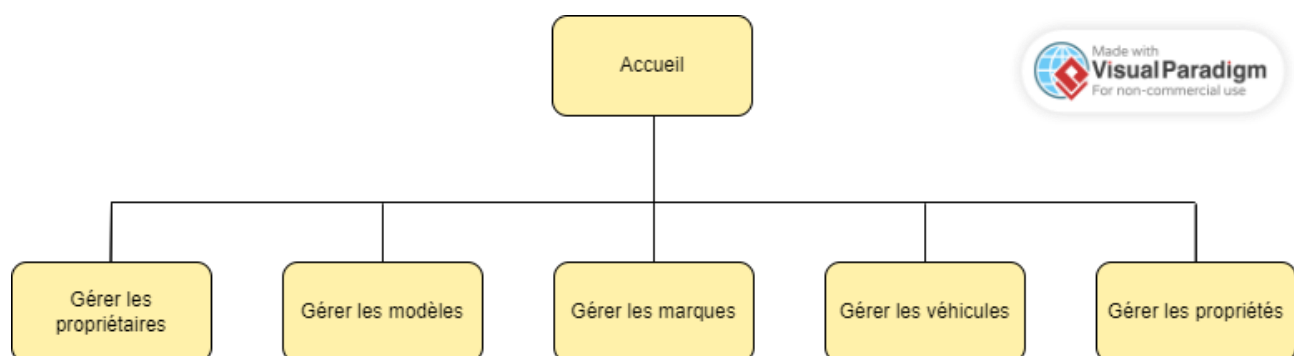 Accueil
Made with
Visual Paradigm
For non-commercial use
Gérer les
propriétaires
Gérer les modèles
Gérer les marques
Gérer les véhicules
Gérer les propriétés